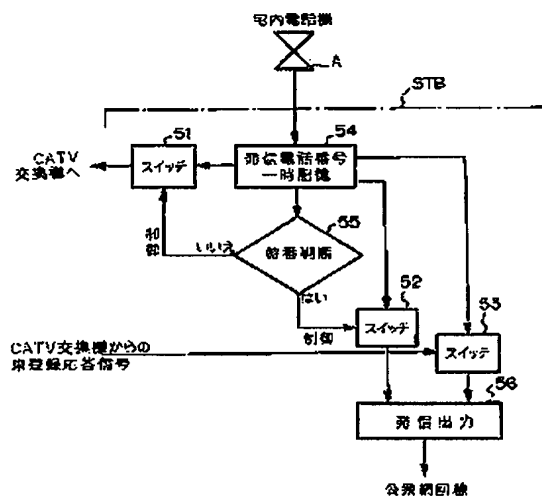 宅内電話機
A
STB
51
54
CATV
交換機へ
スイッチ
発信電話番号
一時記憶
55
制御
いいえ
特番判断
はい
52
53
制御
スイッチ
スイッチ
CATV交換機からの
未登録応答信号
56
発信出力
公衆網回線